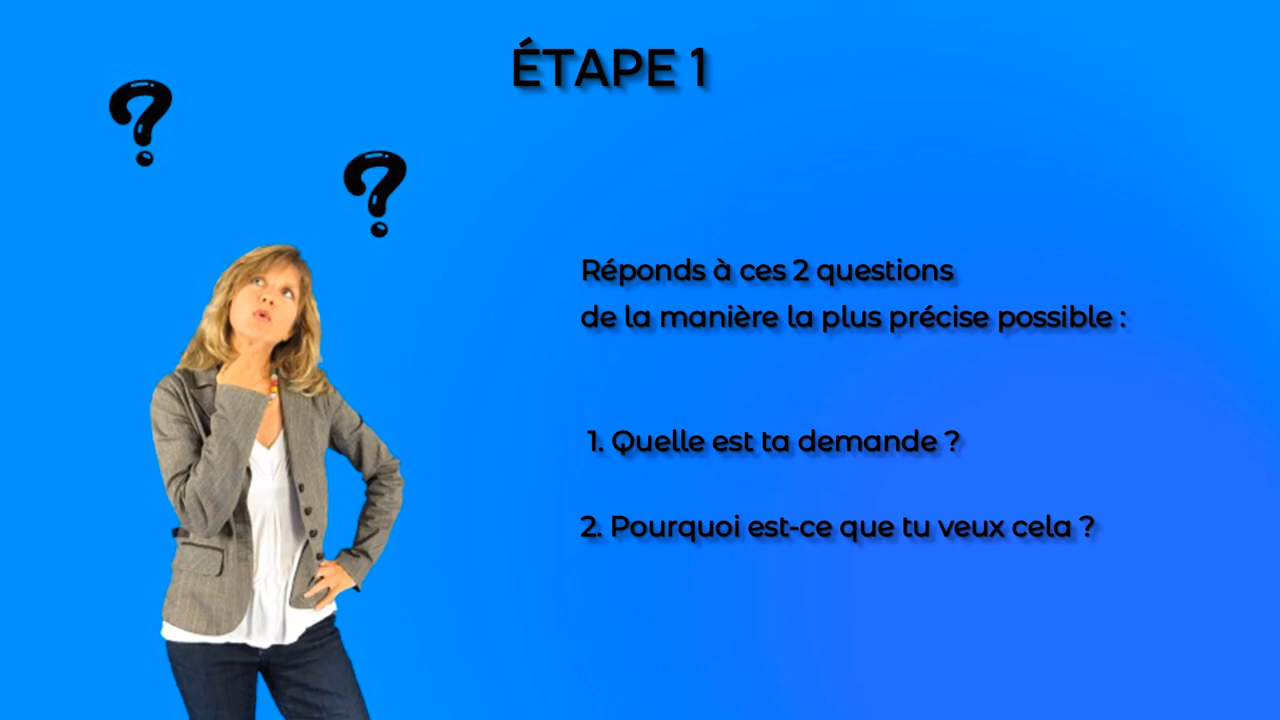 ÉTAPE 1
? ?
Réponds à ces 2 questions
de la manière la plus précise possible :
1. Quelle est ta demande ?
2. Pourquoi est-ce que tu veux cela ?